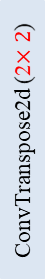 ConvTranspose2d (2× 2)